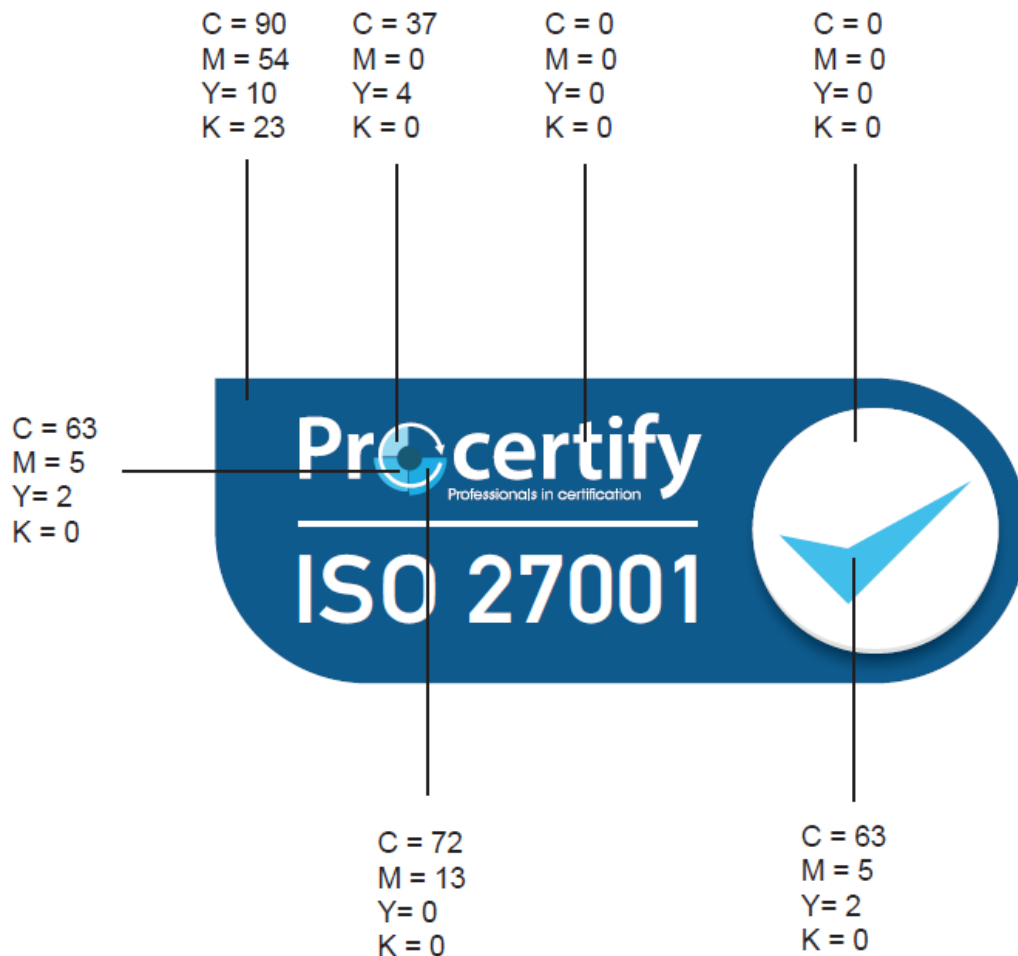 C = 90
M = 54
Y= 10
K = 23
C = 37
M = 0
Y= 4
K = 0
C = 0
M = 0
Y= 0
K = 0
C = 0
M = 0
Y= 0
K = 0
C = 63
M = 5
Y= 2
K = 0
Procertify
Professionals in certification
ISO 27001
C = 72
M = 13
Y= 0
K = 0
C = 63
M = 5
Y= 2
K = 0